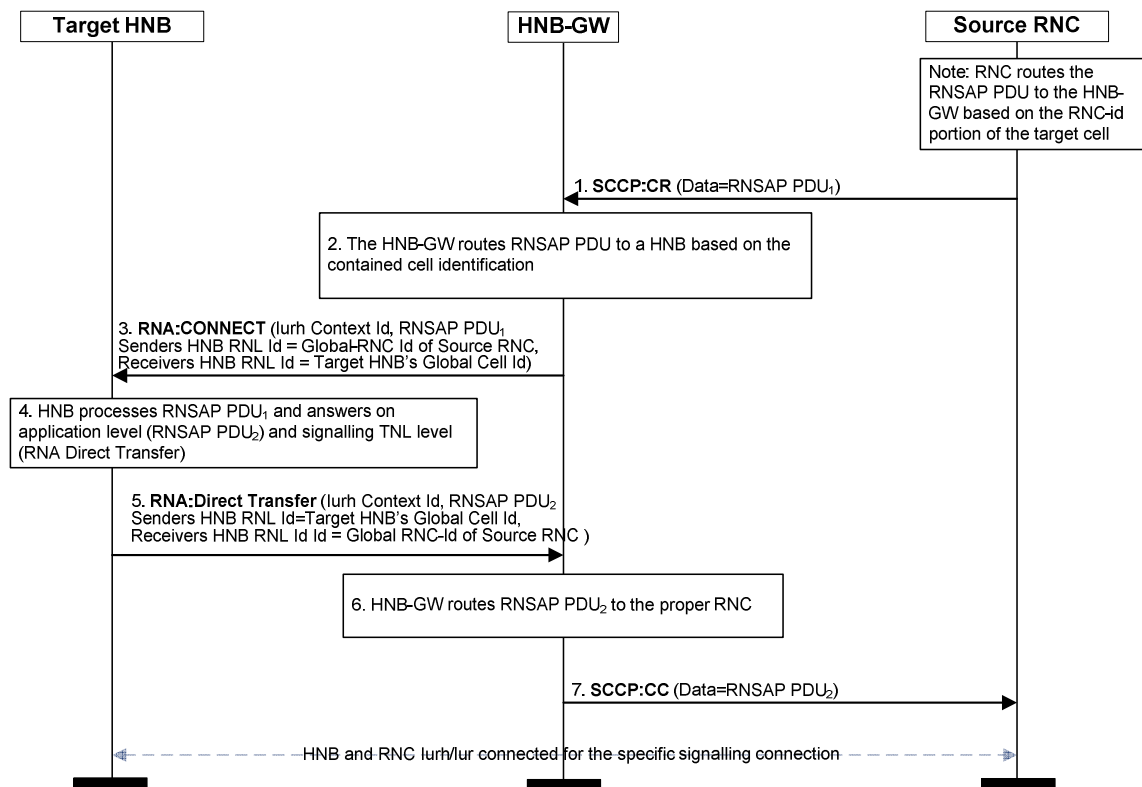 Target HNB
HNB-GW
Source RNC
Note: RNC routes the
RNSAP PDU to the HNB-
GW based on the RNC-id
portion of the target cell
1. SCCP:CR (Data=RNSAP PDU₁)
2. The HNB-GW routes RNSAP PDU to a HNB based on the
contained cell identification
3. RNA:CONNECT (Iurh Context Id, RNSAP PDU₁
Senders HNB RNL Id = Global-RNC Id of Source RNC,
Receivers HNB RNL Id = Target HNB's Global Cell Id)
4. HNB processes RNSAP PDU₁ and answers on
application level (RNSAP PDU₂) and signalling TNL level
(RNA Direct Transfer)
5. RNA:Direct Transfer (Iurh Context Id, RNSAP PDU₂
Senders HNB RNL Id=Target HNB's Global Cell Id,
Receivers HNB RNL Id Id = Global RNC-Id of Source RNC )
6. HNB-GW routes RNSAP PDU₂ to the proper RNC
7. SCCP:CC (Data=RNSAP PDU₂)
HNB and RNC Iurh/Iur connected for the specific signalling connection